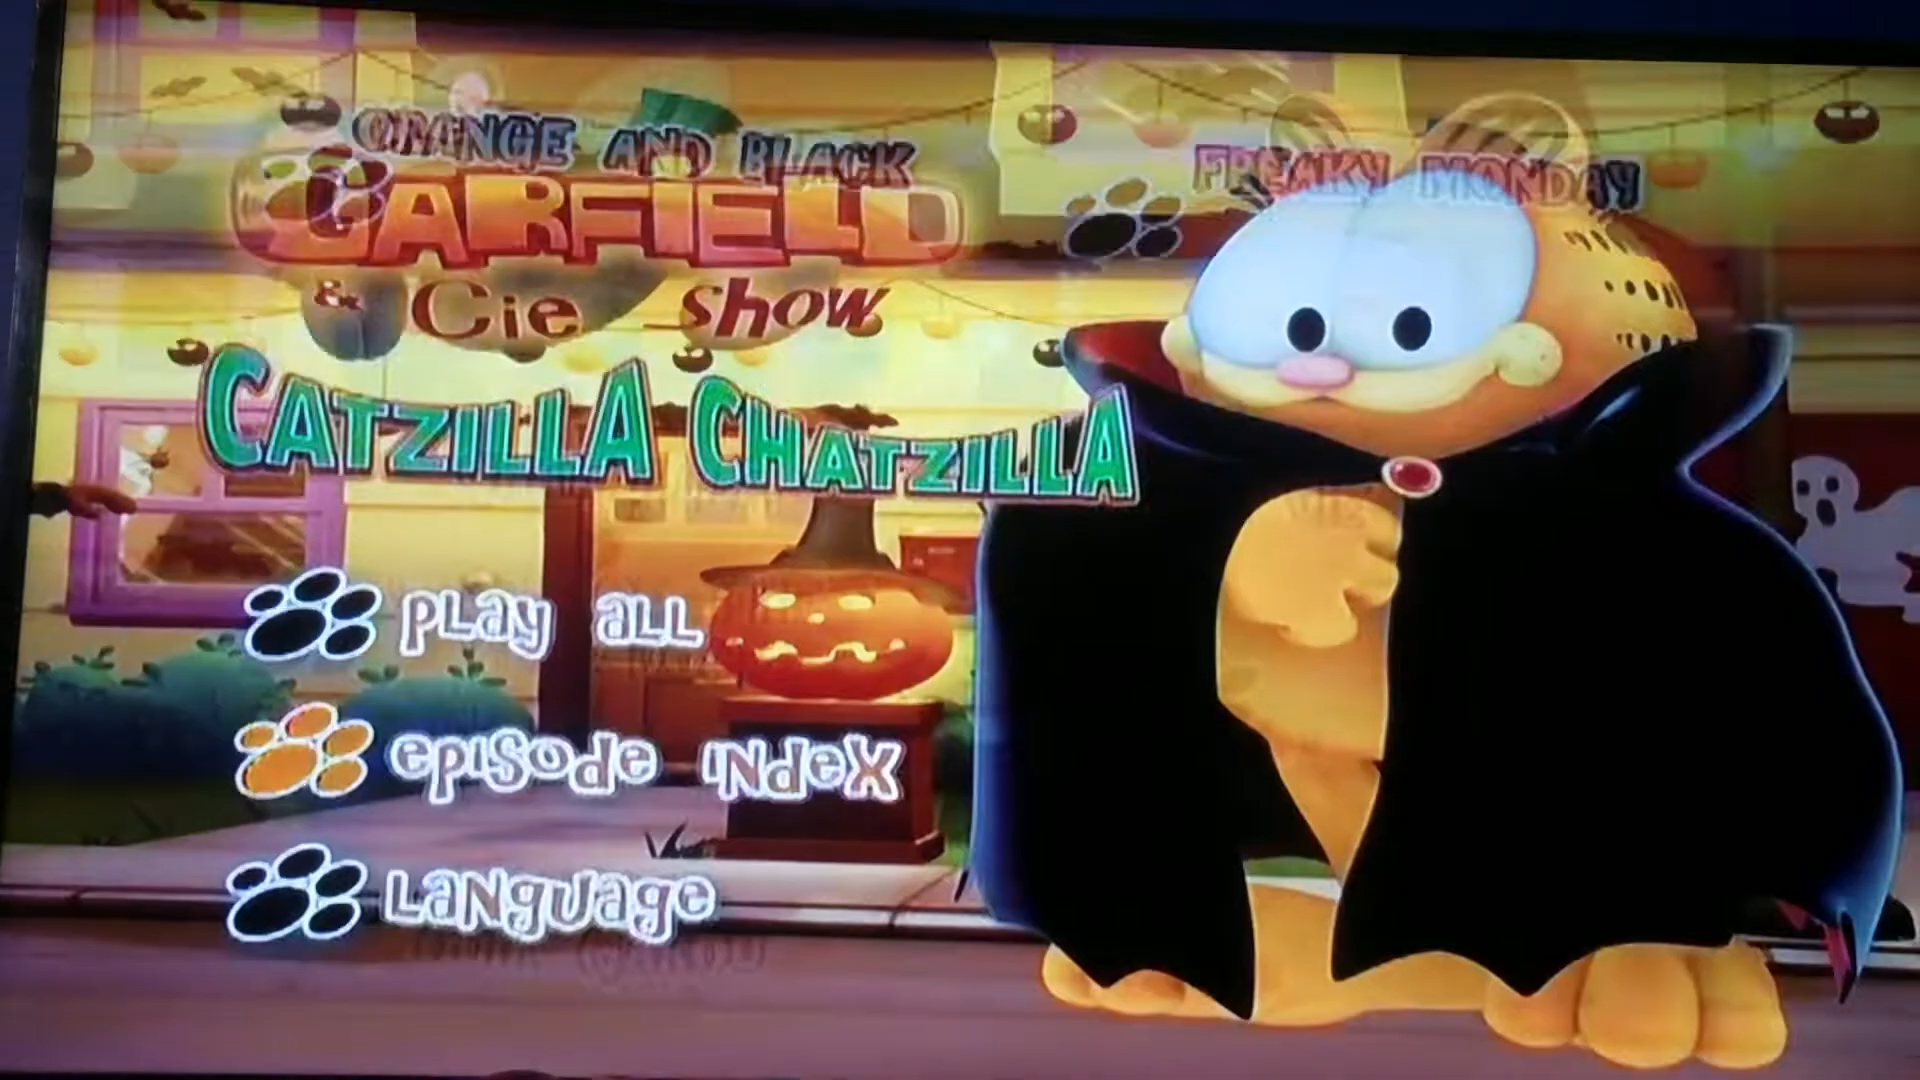 ORANGE AND BLACK
FREAKY MONDAY
GARFIELD
& Cie Show
CATZILLA CHATZILLA
PLay aLL
ePiSode iNdeX
LaNguage